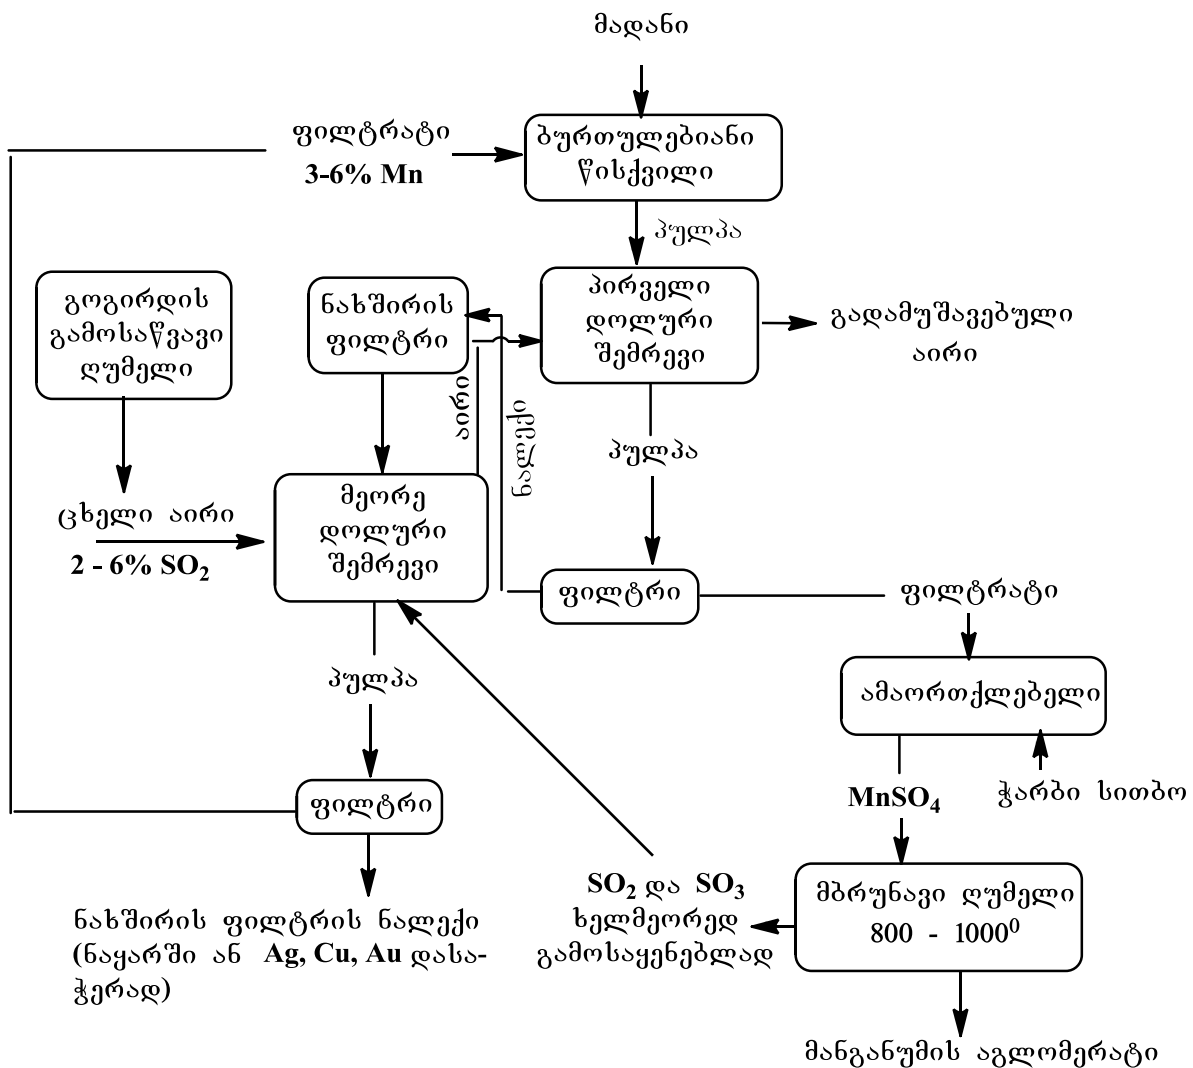 მადანი
ფილტრატი
3-6% Mn
ბურთულებიანი
წისქვილი
პულპა
გოგირდის
გამოსაწვავი
ღუმელი
ნახშირის
ფილტრი
პირველი
დოლური
შემრევი
გადამუშავებული
აირი
აირი
ნალექი
პულპა
ცხელი აირი
2 - 6% SO₂
მეორე
დოლური
შემრევი
ფილტრი
ფილტრატი
პულპა
ამაორთქლებელი
MnSO₄
ჭარბი სითბო
ფილტრი
SO₂ და SO₃
ხელმეორედ
გამოსაყენებლად
მბრუნავი ღუმელი
800 - 1000⁰
ნახშირის ფილტრის ნალექი
(ნაყარში ან Ag, Cu, Au დასა-
ჭერად)
მანგანუმის აგლომერატი